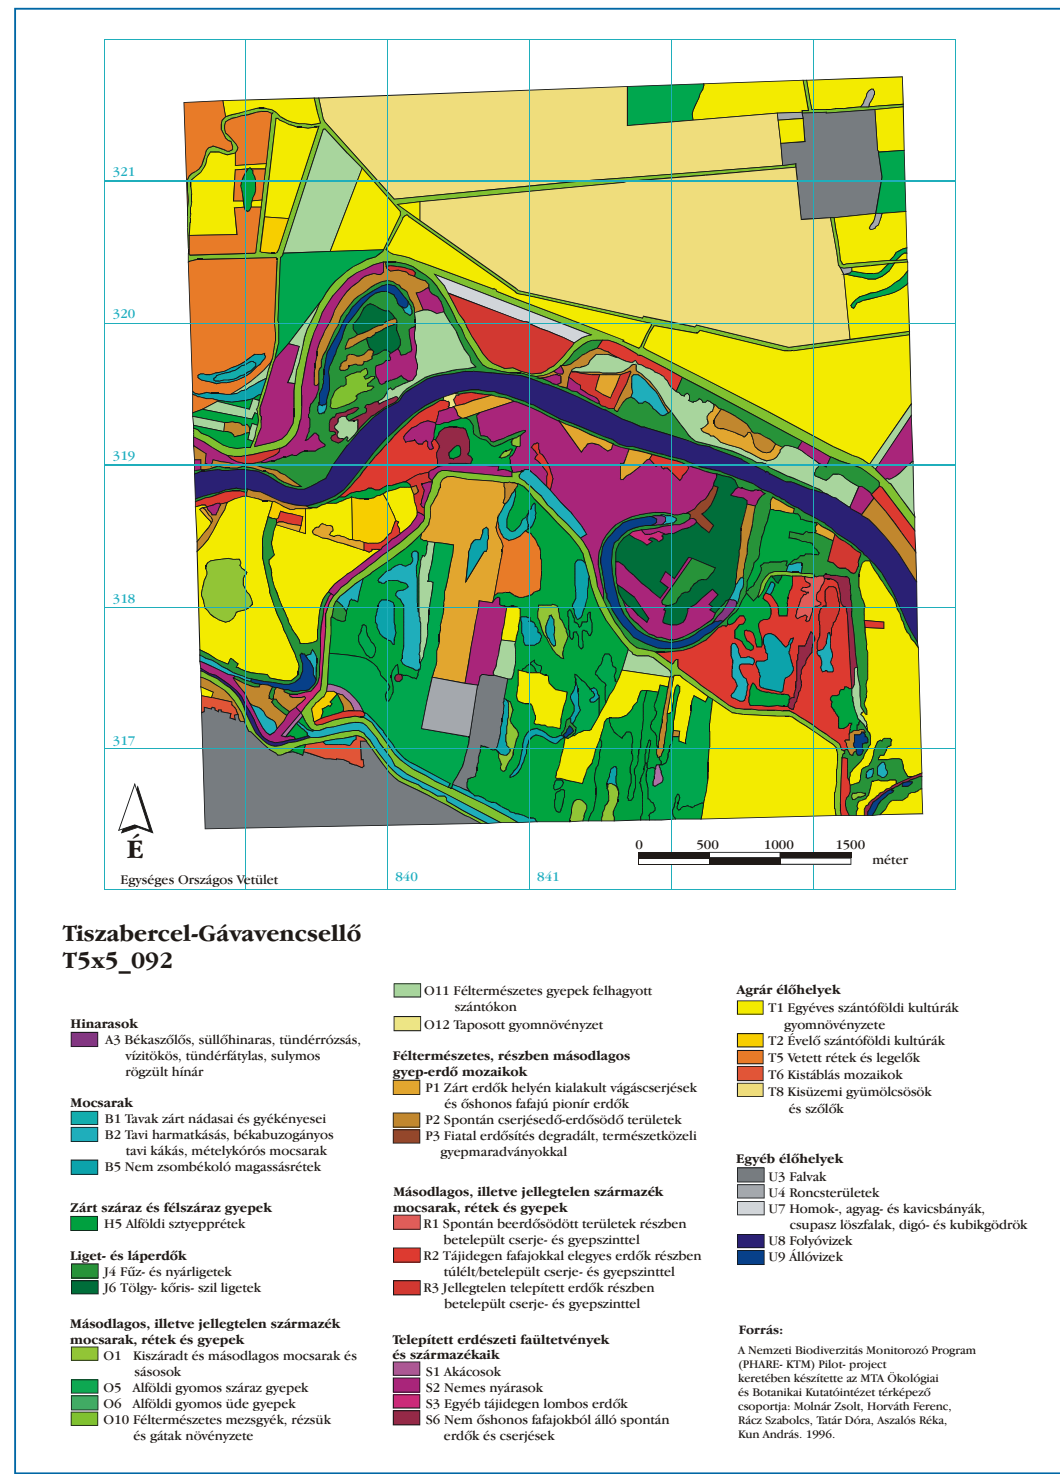 321
320
319
318
317
É
Egységes Országos Vetület
840
841
0 500 1000 1500
méter
Tiszabercel-Gávavencsellő
T5x5_092
Hinarasok
A3 Békaszőlős, süllőhinaras, tündérrózsás,
vízitökös, tündérfátylas, sulymos
rögzült hínár
Mocsarak
B1 Tavak zárt nádasai és gyékényesei
B2 Tavi harmatkásás, békabuzogányos
tavi kákás, mételykórós mocsarak
B5 Nem zsombékoló magassásrétek
Zárt száraz és félszáraz gyepek
H5 Alföldi sztyepprétek
Liget- és láperdők
J4 Fűz- és nyárligetek
J6 Tölgy- kőris- szil ligetek
Másodlagos, illetve jellegtelen származék
mocsarak, rétek és gyepek
O1 Kiszáradt és másodlagos mocsarak és
sásosok
O5 Alföldi gyomos száraz gyepek
O6 Alföldi gyomos üde gyepek
O10 Féltermészetes mezsgyék, rézsük
és gátak növényzete
O11 Féltermészetes gyepek felhagyott
szántókon
O12 Taposott gyomnövényzet
Féltermészetes, részben másodlagos
gyep-erdő mozaikok
P1 Zárt erdők helyén kialakult vágáscserjések
és őshonos fafajú pionír erdők
P2 Spontán cserjésedő-erdősödő területek
P3 Fiatal erdősítés degradált, természetközeli
gyepmaradványokkal
Másodlagos, illetve jellegtelen származék
mocsarak, rétek és gyepek
R1 Spontán beerdősödött területek részben
betelepült cserje- és gyepszinttel
R2 Tájidegen fafajokkal elegyes erdők részben
túlélt/betelepült cserje- és gyepszinttel
R3 Jellegtelen telepített erdők részben
betelepült cserje- és gyepszinttel
Telepített erdészeti faültetvények
és származékaik
S1 Akácosok
S2 Nemes nyárasok
S3 Egyéb tájidegen lombos erdők
S6 Nem őshonos fafajokból álló spontán
erdők és cserjések
Agrár élőhelyek
T1 Egyéves szántóföldi kultúrák
gyomnövényzete
T2 Évelő szántóföldi kultúrák
T5 Vetett rétek és legelők
T6 Kistáblás mozaikok
T8 Kisüzemi gyümölcsösök
és szőlők
Egyéb élőhelyek
U3 Falvak
U4 Roncsterületek
U7 Homok-, agyag- és kavicsbányák,
csupasz löszfalak, digó- és kubikgödrök
U8 Folyóvizek
U9 Állóvizek
Forrás:
A Nemzeti Biodiverzitás Monitorozó Program
(PHARE- KTM) Pilot- project
keretében készítette az MTA Ökológiai
és Botanikai Kutatóintézet térképező
csoportja: Molnár Zsolt, Horváth Ferenc,
Rácz Szabolcs, Tatár Dóra, Aszalós Réka,
Kun András. 1996.